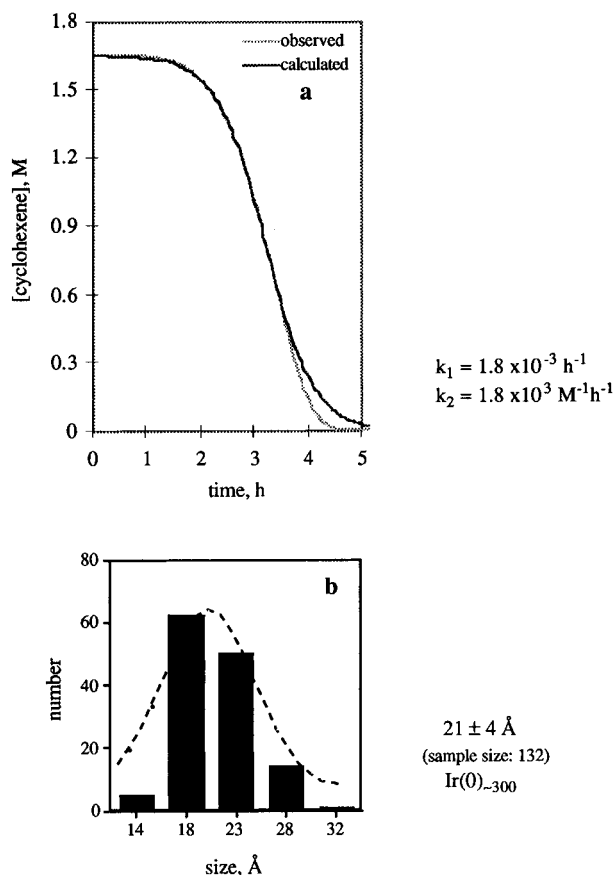 1.8
1.5
1.2
0.9
0.6
0.3
0
[cyclohexene], M
observed
calculated
a
0 1 2 3 4 5
time, h
k₁ = 1.8 x10⁻³ h⁻¹
k₂ = 1.8 x10³ M⁻¹h⁻¹
80
60
40
20
0
number
b
14 18 23 28 32
size, Å
21 ± 4 Å
(sample size: 132)
Ir(0)~300